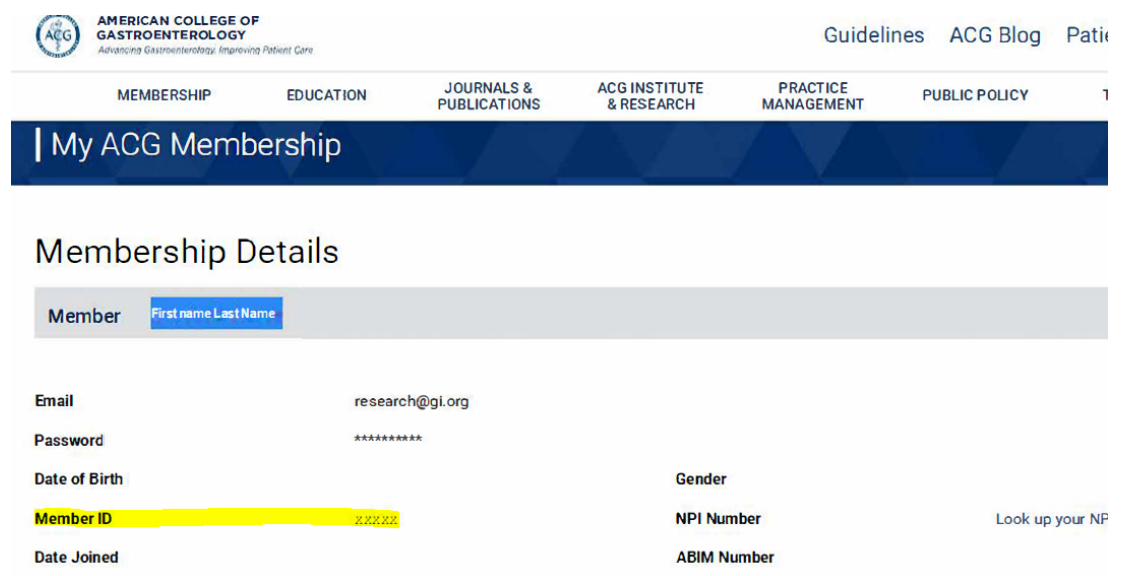 AMERICAN COLLEGE OF
GASTROENTEROLOGY
Advancing Gastroenterology, Improving Patient Care
ACG
Guidelines ACG Blog Patie
MEMBERSHIP
EDUCATION
JOURNALS &
PUBLICATIONS
ACG INSTITUTE
& RESEARCH
PRACTICE
MANAGEMENT
PUBLIC POLICY
T
My ACG Membership
Membership Details
Member First name Last Name
Email research@gi.org
Password **********
Date of Birth Gender
Member ID xxxxx NPI Number Look up your NP
Date Joined ABIM Number